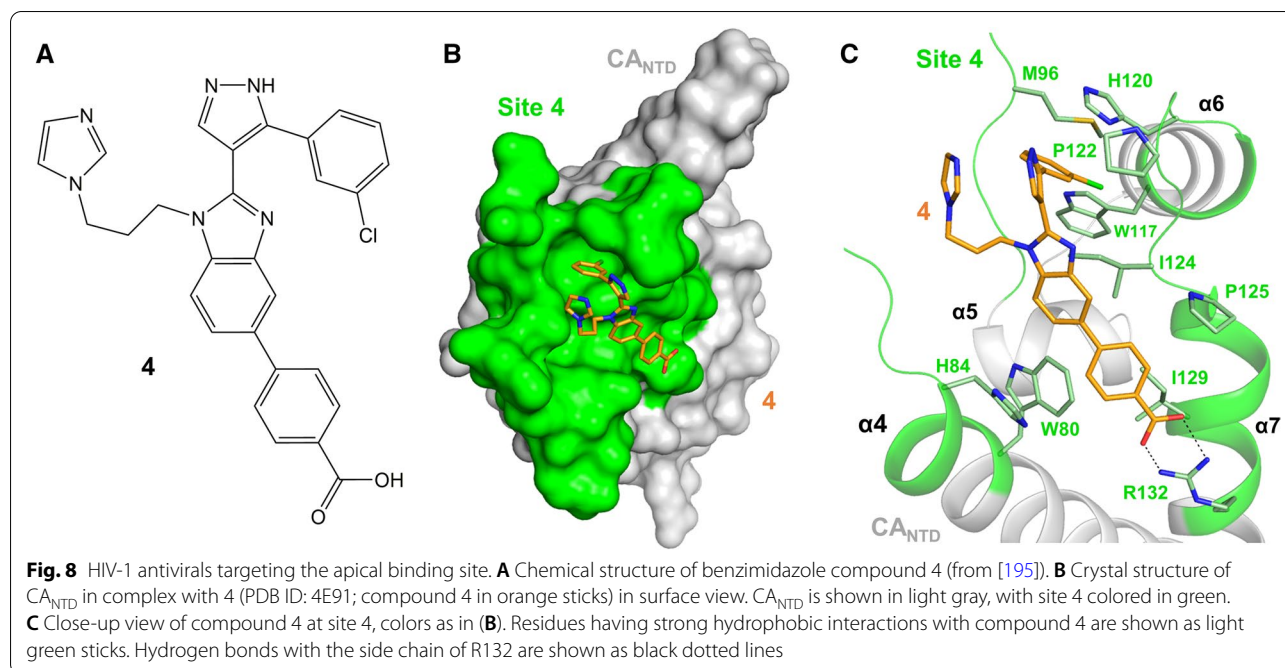 A
N
NH
N
N
N
N
Cl
4
OH
O
B
CA_NTD
Site 4
4
C
Site 4
M96
H120
α6
P122
4
W117
I124
P125
α5
H84
I129
α4
W80
α7
R132
CA_NTD
Fig. 8 HIV-1 antivirals targeting the apical binding site. A Chemical structure of benzimidazole compound 4 (from [195]). B Crystal structure of
CA_NTD in complex with 4 (PDB ID: 4E91; compound 4 in orange sticks) in surface view. CA_NTD is shown in light gray, with site 4 colored in green.
C Close-up view of compound 4 at site 4, colors as in (B). Residues having strong hydrophobic interactions with compound 4 are shown as light
green sticks. Hydrogen bonds with the side chain of R132 are shown as black dotted lines